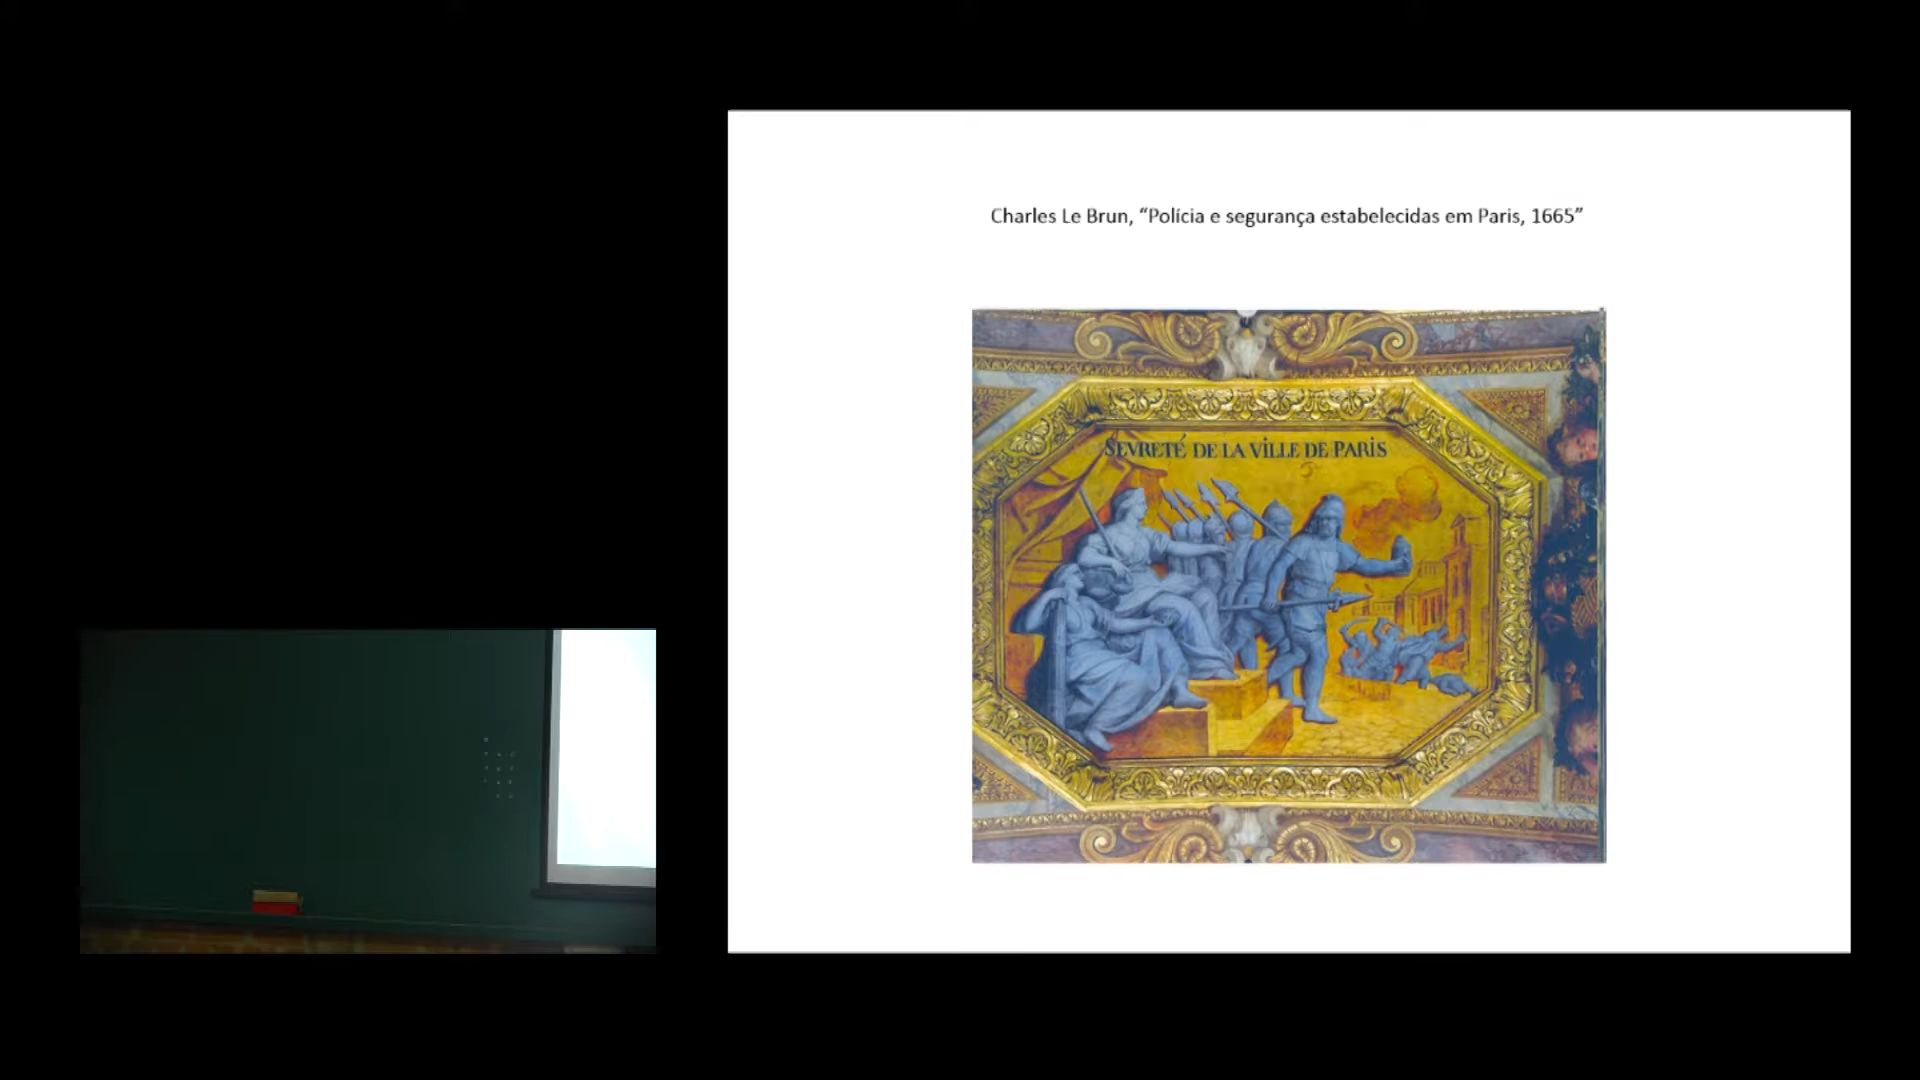 Charles Le Brun, “Polícia e segurança estabelecidas em Paris, 1665”
SEVRETÉ DE LA ViLLE DE PARiS